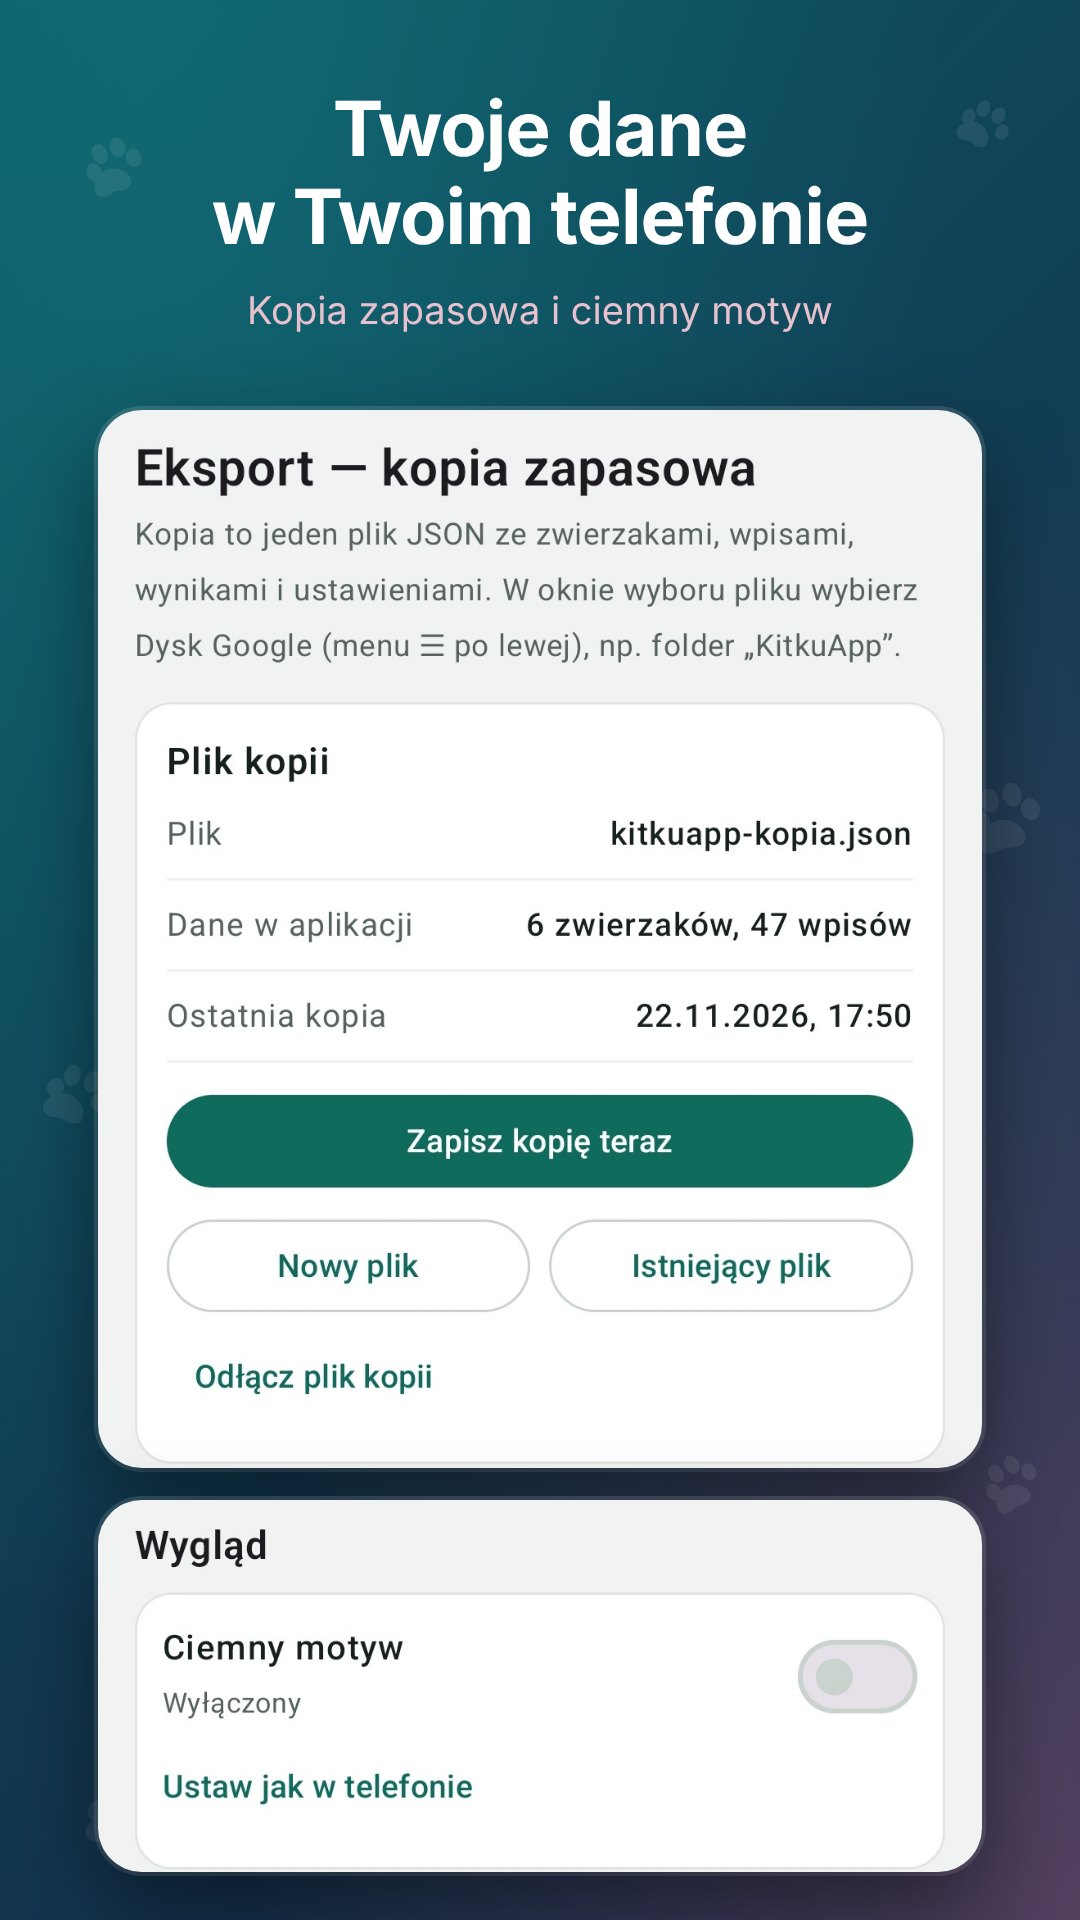 Twoje dane
w Twoim telefonie
Kopia zapasowa i ciemny motyw
Eksport — kopia zapasowa
Kopia to jeden plik JSON ze zwierzakami, wpisami,
wynikami i ustawieniami. W oknie wyboru pliku wybierz
Dysk Google (menu ☰ po lewej), np. folder „KitkuApp”.
Plik kopii
Plik kitkuapp-kopia.json
Dane w aplikacji 6 zwierzaków, 47 wpisów
Ostatnia kopia 22.11.2026, 17:50
Zapisz kopię teraz
Nowy plik Istniejący plik
Odłącz plik kopii
Wygląd
Ciemny motyw
Wyłączony
Ustaw jak w telefonie